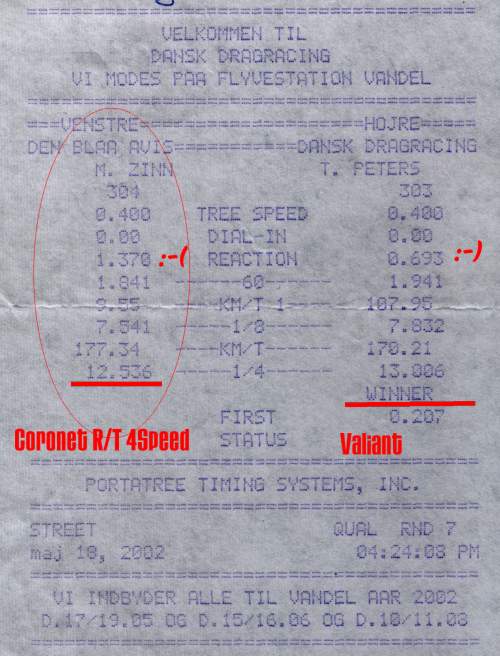 VELKOMMEN TIL
DANSK DRAGRACING
VI MODES PAA FLYVESTATION VANDEL
===VENSTRE=================HOJRE=====
DEN BLAA AVIS===========DANSK DRAGRACING
M. ZINN T. PETERS
304 303
0.400 TREE SPEED 0.400
0.00 DIAL-IN 0.00
1.370 :-( REACTION 0.693 :-)
1.841 ------60------ 1.941
9.55 -----KM/T 1----- 107.95
7.541 -----1/8------ 7.832
177.34 -----KM/T------ 170.21
12.536 -----1/4------ 13.006
WINNER
FIRST 0.207
Coronet R/T 4Speed STATUS Valiant
PORTATREE TIMING SYSTEMS, INC.
STREET QUAL RND 7
maj 18, 2002 04:24:03 PM
VI INDBYDER ALLE TIL VANDEL AAR 2002
D.17/19.05 OG D.15/16.06 OG D.10/11.08